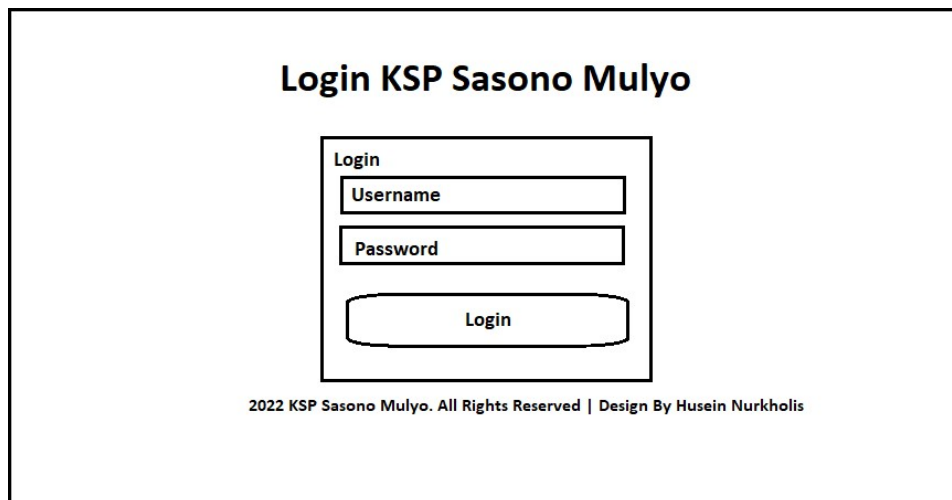 Login KSP Sasono Mulyo
Login
Username
Password
Login
2022 KSP Sasono Mulyo. All Rights Reserved | Design By Husein Nurkholis